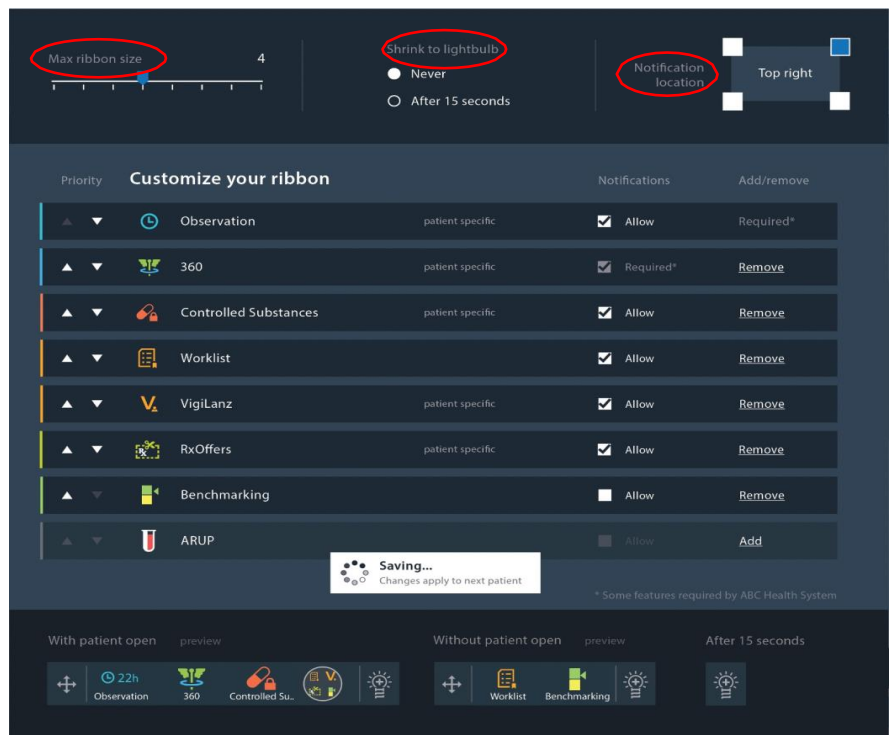 Max ribbon size 4
Shrink to lightbulb
Never
After 15 seconds
Notification
location
Top right
Priority Customize your ribbon Notifications Add/remove
Observation patient specific Allow Required*
360 patient specific Required* Remove
Controlled Substances patient specific Allow Remove
Worklist Allow Remove
VigiLanz patient specific Allow Remove
RxOffers patient specific Allow Remove
Benchmarking Allow Remove
ARUP Allow Add
Saving...
Changes apply to next patient
* Some features required by ABC Health System
With patient open preview
22h
Observation
360
Controlled Su..
Without patient open preview
Worklist
Benchmarking
After 15 seconds